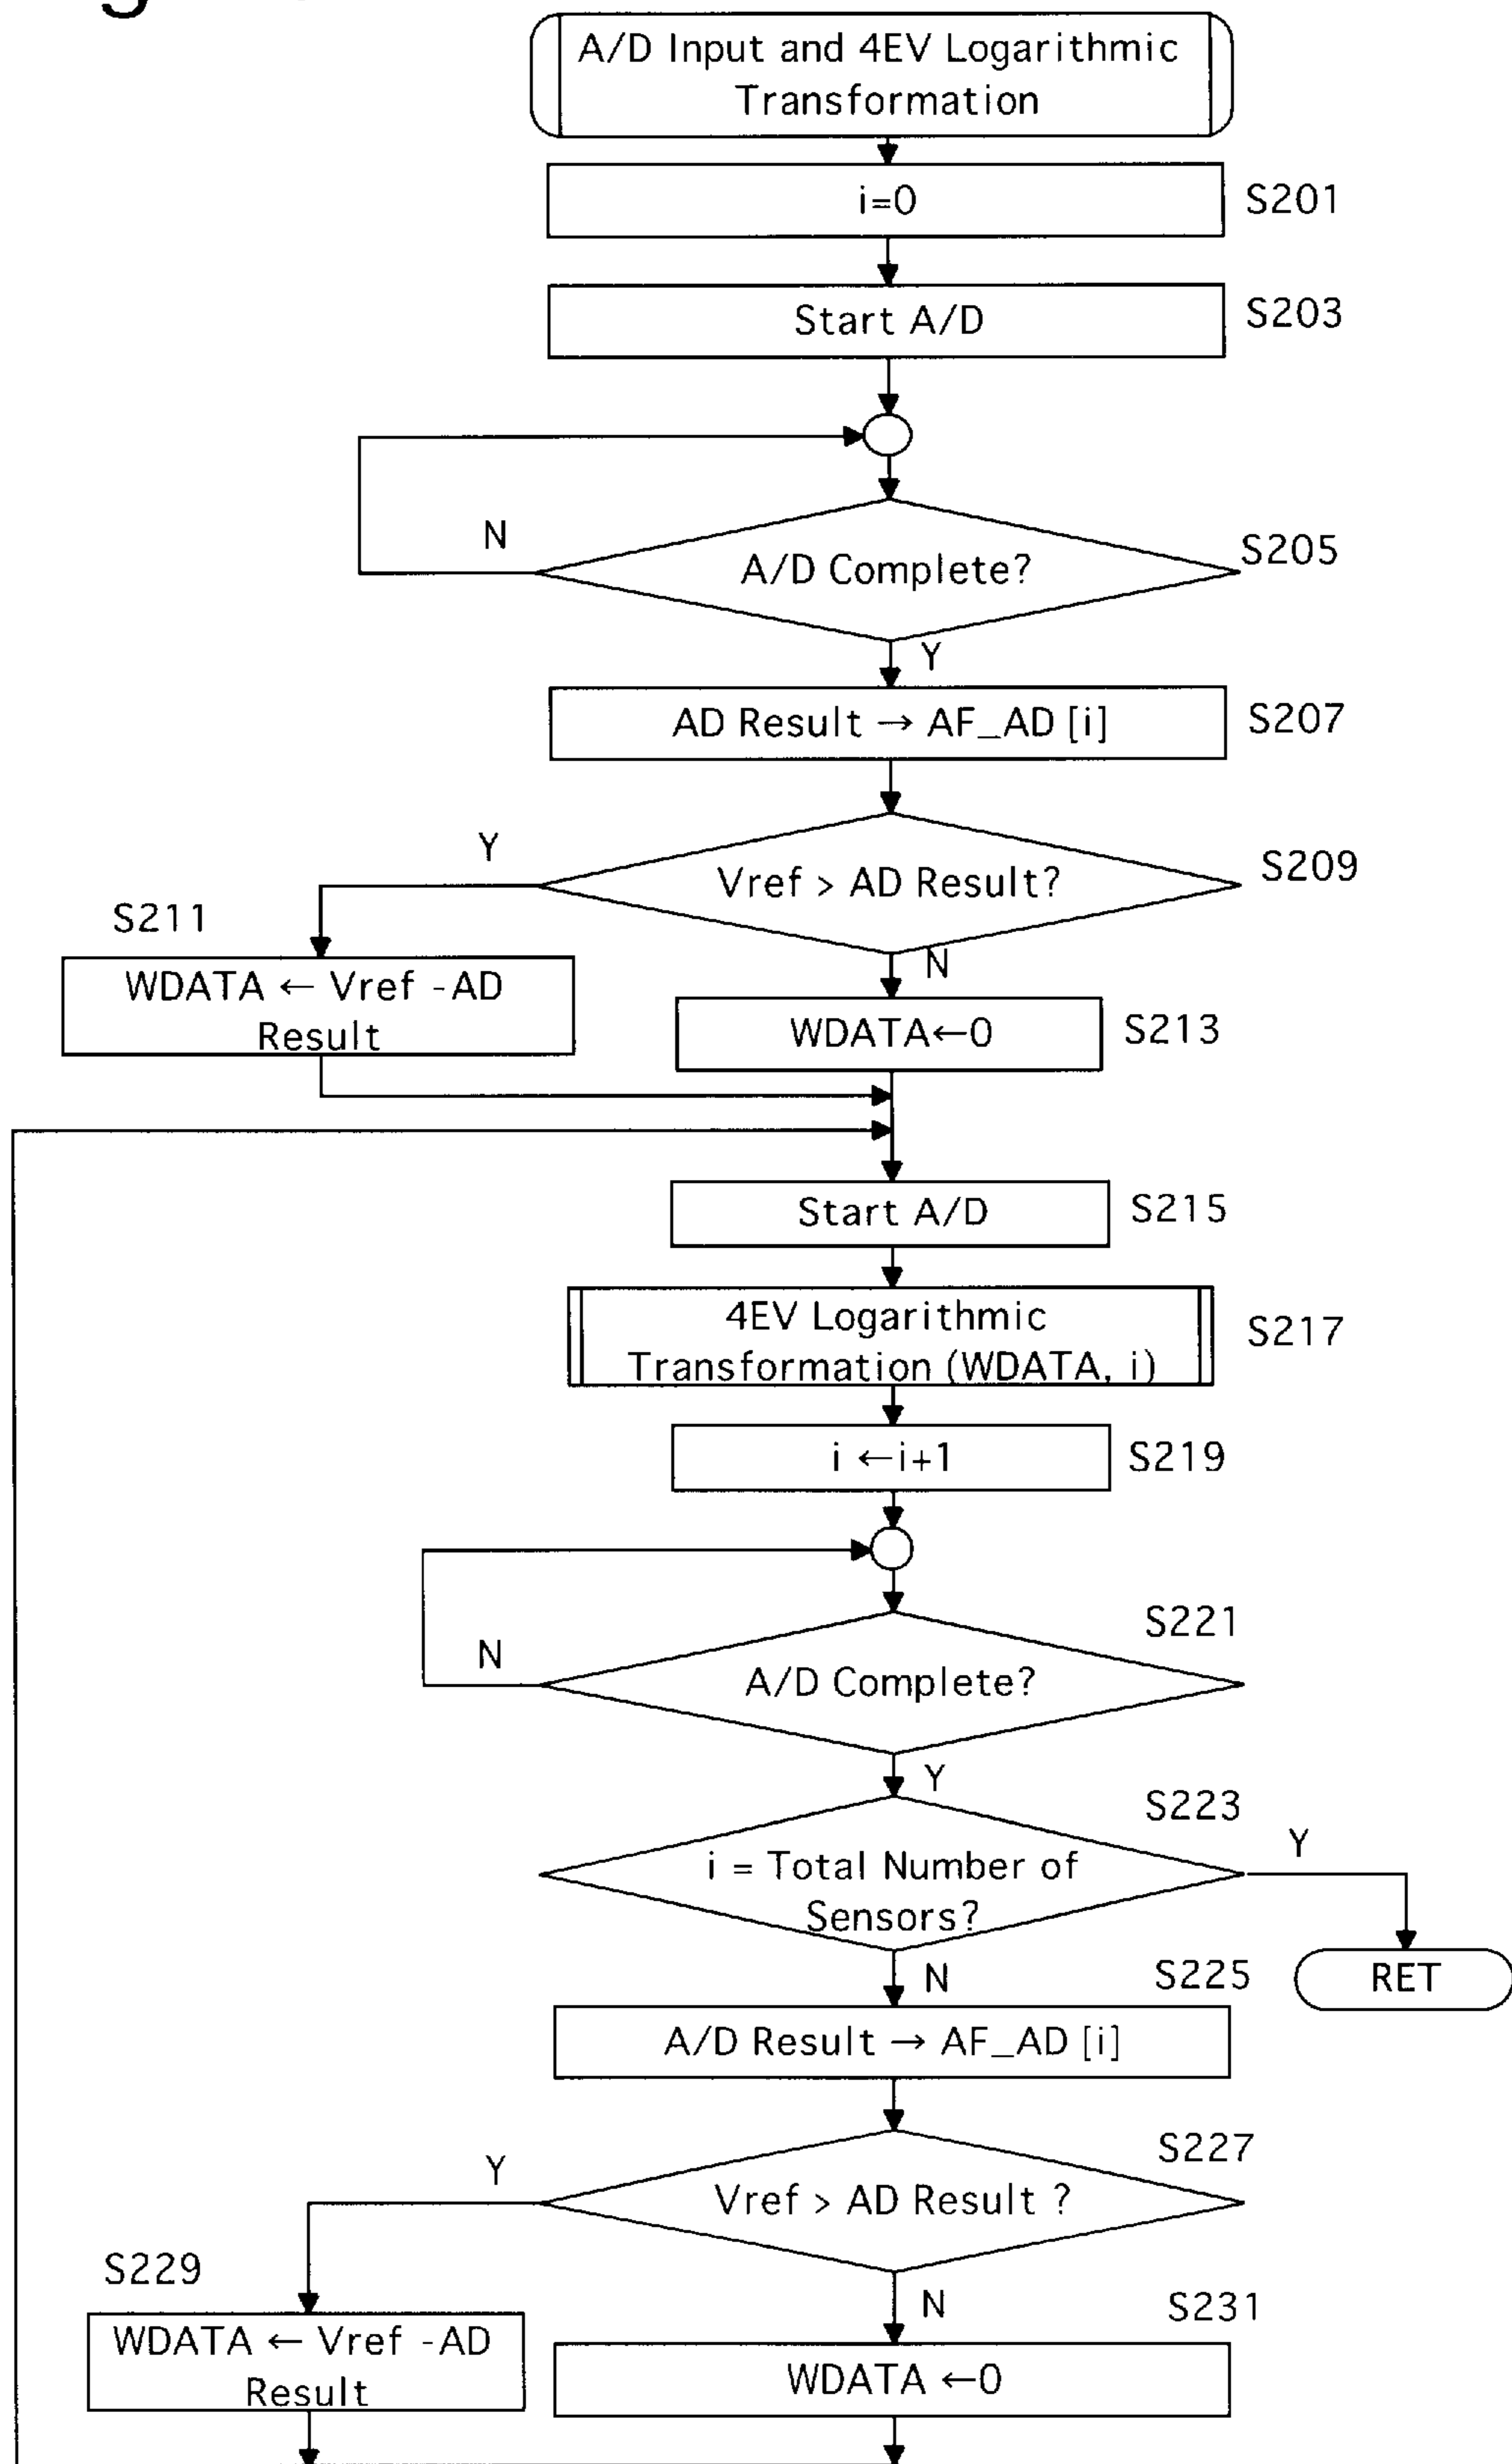 A/D Input and 4EV Logarithmic
Transformation
i=0
S201
Start A/D
S203
N
A/D Complete?
S205
Y
AD Result → AF_AD [i]
S207
Y
Vref > AD Result?
S209
S211
N
WDATA ← Vref -AD
Result
WDATA←0
S213
Start A/D
S215
4EV Logarithmic
Transformation (WDATA, i)
S217
i ←i+1
S219
S221
N
A/D Complete?
Y
S223
Y
i = Total Number of
Sensors?
N
S225
RET
A/D Result → AF_AD [i]
S227
Y
Vref > AD Result ?
S229
N
S231
WDATA ← Vref -AD
Result
WDATA ←0